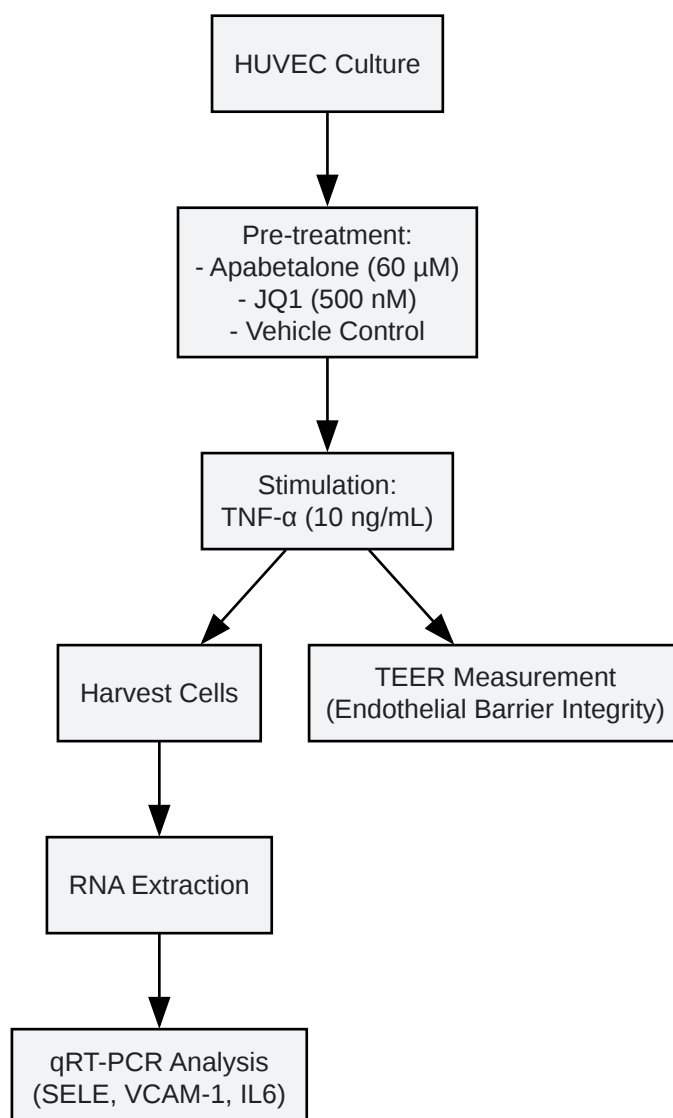 HUVEC Culture
Pre-treatment:
- Apabetalone (60 µM)
- JQ1 (500 nM)
- Vehicle Control
Stimulation:
TNF-α (10 ng/mL)
Harvest Cells
TEER Measurement
(Endothelial Barrier Integrity)
RNA Extraction
qRT-PCR Analysis
(SELE, VCAM-1, IL6)